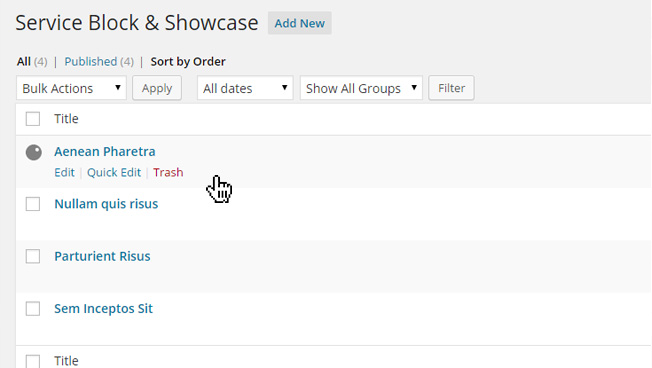 Service Block & Showcase Add New
All (4) | Published (4) | Sort by Order
Bulk Actions Apply All dates Show All Groups Filter
Title
Aenean Pharetra
Edit | Quick Edit | Trash
Nullam quis risus
Parturient Risus
Sem Inceptos Sit
Title